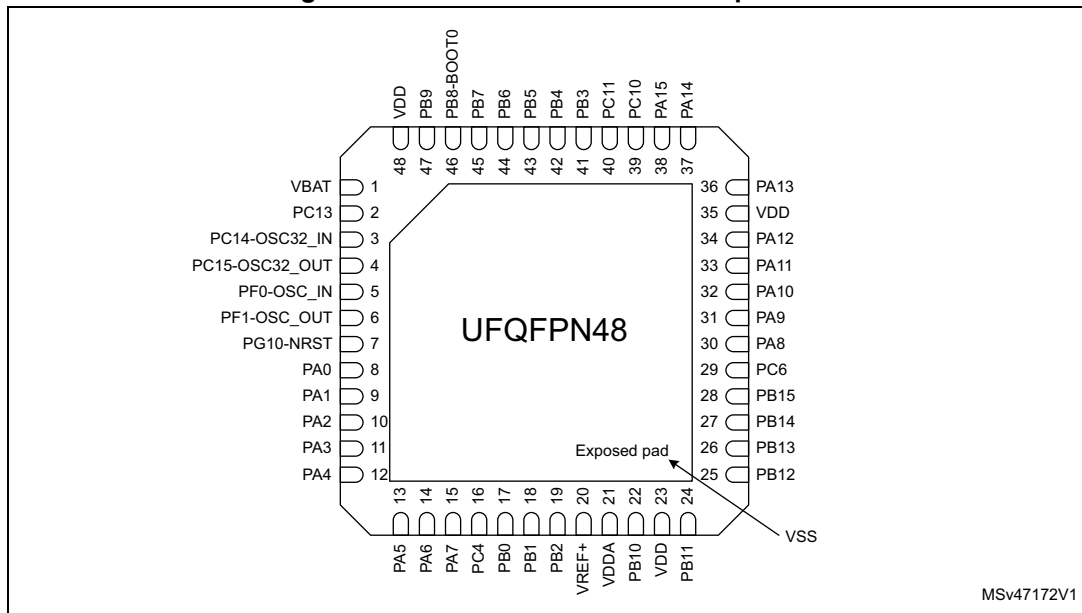 VDD
PB9
PB8-BOOT0
PB7
PB6
PB5
PB4
PB3
PC11
PC10
PA15
PA14
48
47
46
45
44
43
42
41
40
39
38
37
VBAT 1
PC13 2
PC14-OSC32_IN 3
PC15-OSC32_OUT 4
PF0-OSC_IN 5
PF1-OSC_OUT 6
PG10-NRST 7
PA0 8
PA1 9
PA2 10
PA3 11
PA4 12
UFQFPN48
Exposed pad
36 PA13
35 VDD
34 PA12
33 PA11
32 PA10
31 PA9
30 PA8
29 PC6
28 PB15
27 PB14
26 PB13
25 PB12
13
14
15
16
17
18
19
20
21
22
23
24
PA5
PA6
PA7
PC4
PB0
PB1
PB2
VREF+
VDDA
PB10
VDD
PB11
VSS
MSv47172V1